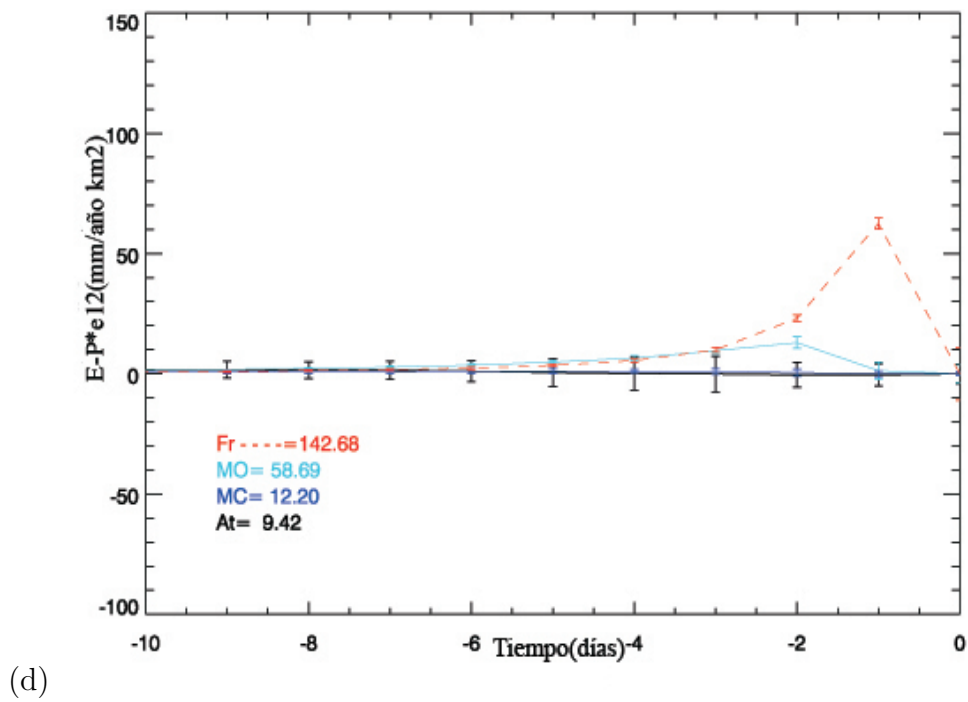 150
100
50
0
-50
-100
E-P*e12(mm/año km2)
Fr - - - - -=142.68
MO= 58.69
MC= 12.20
At= 9.42
-10 -8 -6 -4 -2 0
Tiempo(días)
(d)